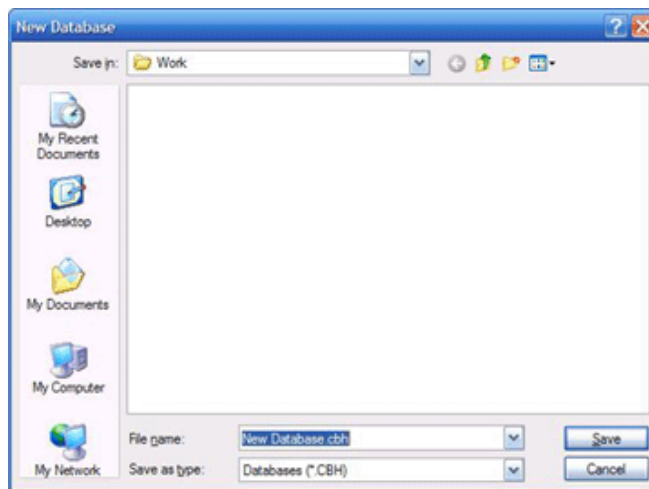 New Database
Save in: Work
My Recent
Documents
Desktop
My Documents
My Computer
My Network
File name: New Database.cbh Save
Save as type: Databases (*.CBH) Cancel